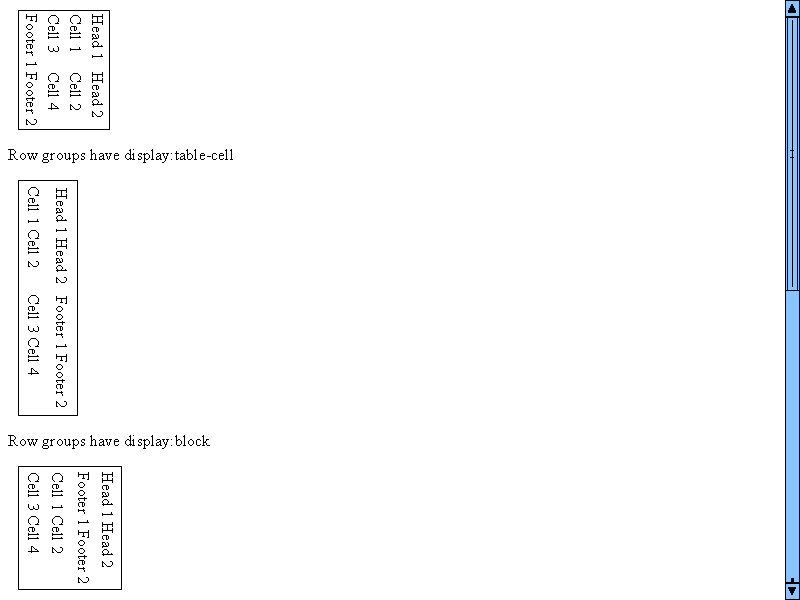 Head 1 Head 2
Cell 1 Cell 2
Cell 3 Cell 4
Footer 1 Footer 2
Row groups have display:table-cell
Head 1 Head 2 Footer 1 Footer 2
Cell 1 Cell 2 Cell 3 Cell 4
Row groups have display:block
Head 1 Head 2
Footer 1 Footer 2
Cell 1 Cell 2
Cell 3 Cell 4